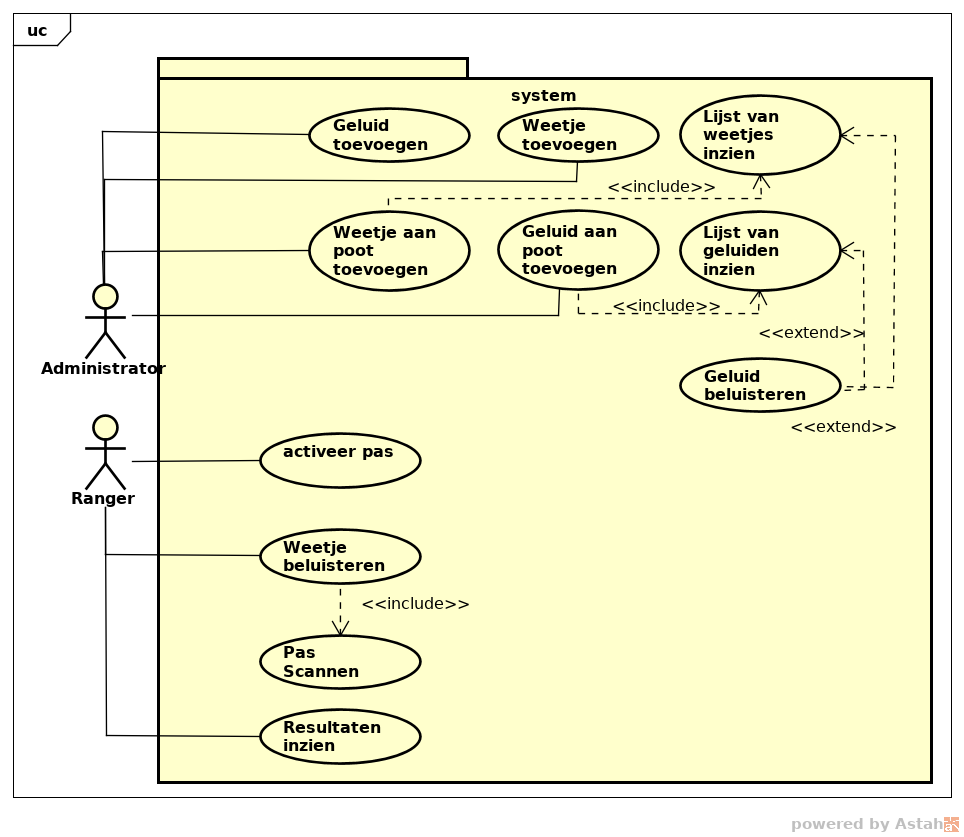 uc
system
Geluid
toevoegen
Weetje
toevoegen
Lijst van
weetjes
inzien
<<include>>
Weetje aan
poot
toevoegen
Geluid aan
poot
toevoegen
Lijst van
geluiden
inzien
<<include>>
<<extend>>
Administrator
Geluid
beluisteren
<<extend>>
activeer pas
Ranger
Weetje
beluisteren
<<include>>
Pas
Scannen
Resultaten
inzien
powered by Astah